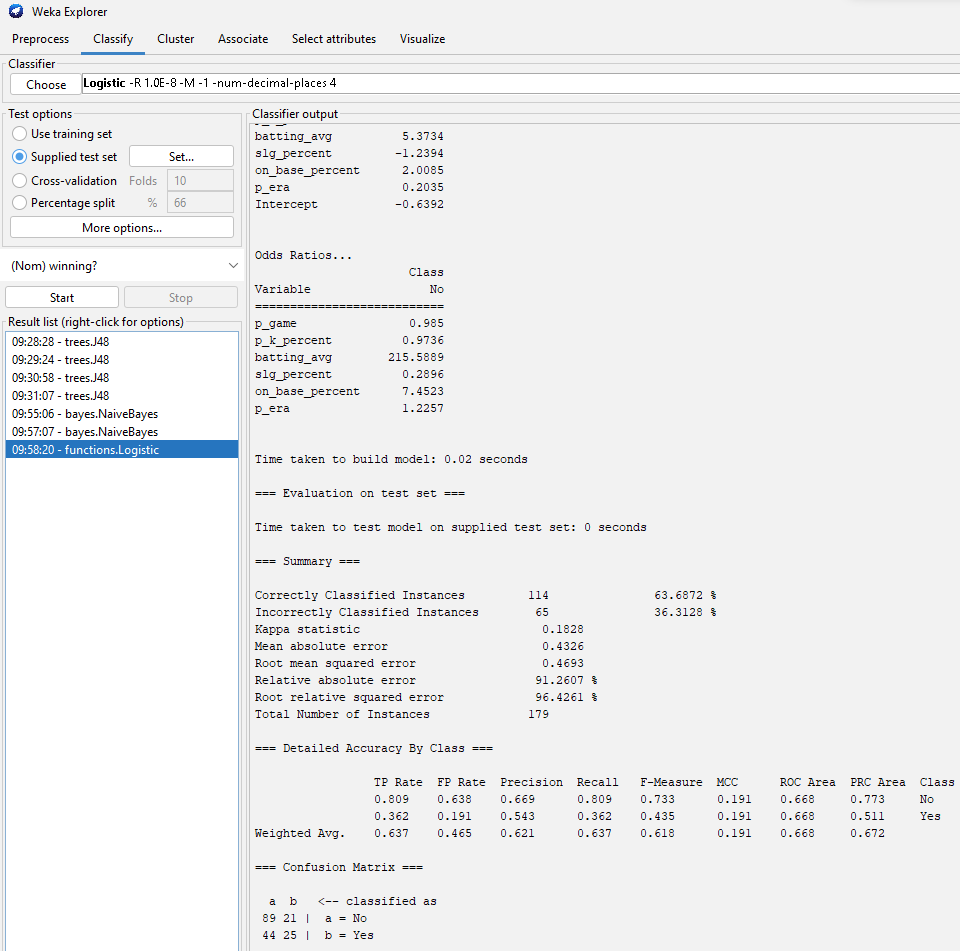 Weka Explorer
Preprocess Classify Cluster Associate Select attributes Visualize
Classifier
Choose Logistic -R 1.0E-8 -M -1 -num-decimal-places 4
Test options
Use training set
Supplied test set Set...
Cross-validation Folds 10
Percentage split % 66
More options...
(Nom) winning?
Start Stop
Result list (right-click for options)
09:28:28 - trees.J48
09:29:24 - trees.J48
09:30:58 - trees.J48
09:31:07 - trees.J48
09:55:06 - bayes.NaiveBayes
09:57:07 - bayes.NaiveBayes
09:58:20 - functions.Logistic
Classifier output
batting_avg 5.3734
slg_percent -1.2394
on_base_percent 2.0085
p_era 0.2035
Intercept -0.6392
Odds Ratios...
Class
Variable No
===========================
p_game 0.985
p_k_percent 0.9736
batting_avg 215.5889
slg_percent 0.2896
on_base_percent 7.4523
p_era 1.2257
Time taken to build model: 0.02 seconds
=== Evaluation on test set ===
Time taken to test model on supplied test set: 0 seconds
=== Summary ===
Correctly Classified Instances 114 63.6872 %
Incorrectly Classified Instances 65 36.3128 %
Kappa statistic 0.1828
Mean absolute error 0.4326
Root mean squared error 0.4693
Relative absolute error 91.2607 %
Root relative squared error 96.4261 %
Total Number of Instances 179
=== Detailed Accuracy By Class ===
TP Rate FP Rate Precision Recall F-Measure MCC ROC Area PRC Area Class
0.809 0.638 0.669 0.809 0.733 0.191 0.668 0.773 No
0.362 0.191 0.543 0.362 0.435 0.191 0.668 0.511 Yes
Weighted Avg. 0.637 0.465 0.621 0.637 0.618 0.191 0.668 0.672
=== Confusion Matrix ===
a b <-- classified as
89 21 | a = No
44 25 | b = Yes